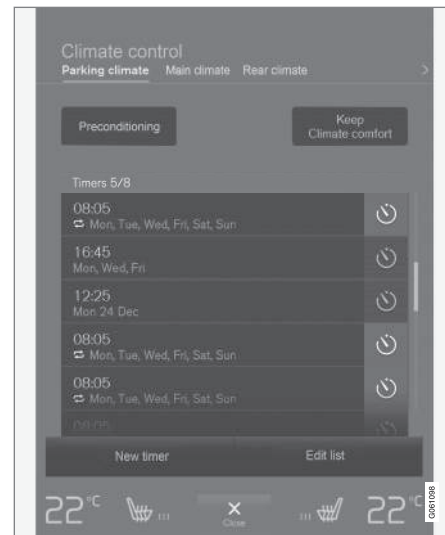 Climate control
Parking climate Main climate Rear climate
Preconditioning
Keep
Climate comfort
Timers 5/8
08:05
Mon, Tue, Wed, Fri, Sat, Sun
16:45
Mon, Wed, Fri
12:25
Mon 24 Dec
08:05
Mon, Tue, Wed, Fri, Sat, Sun
08:05
Mon, Tue, Wed, Fri, Sat, Sun
08:05
New timer Edit list
22°C 22°C
Close
G061098